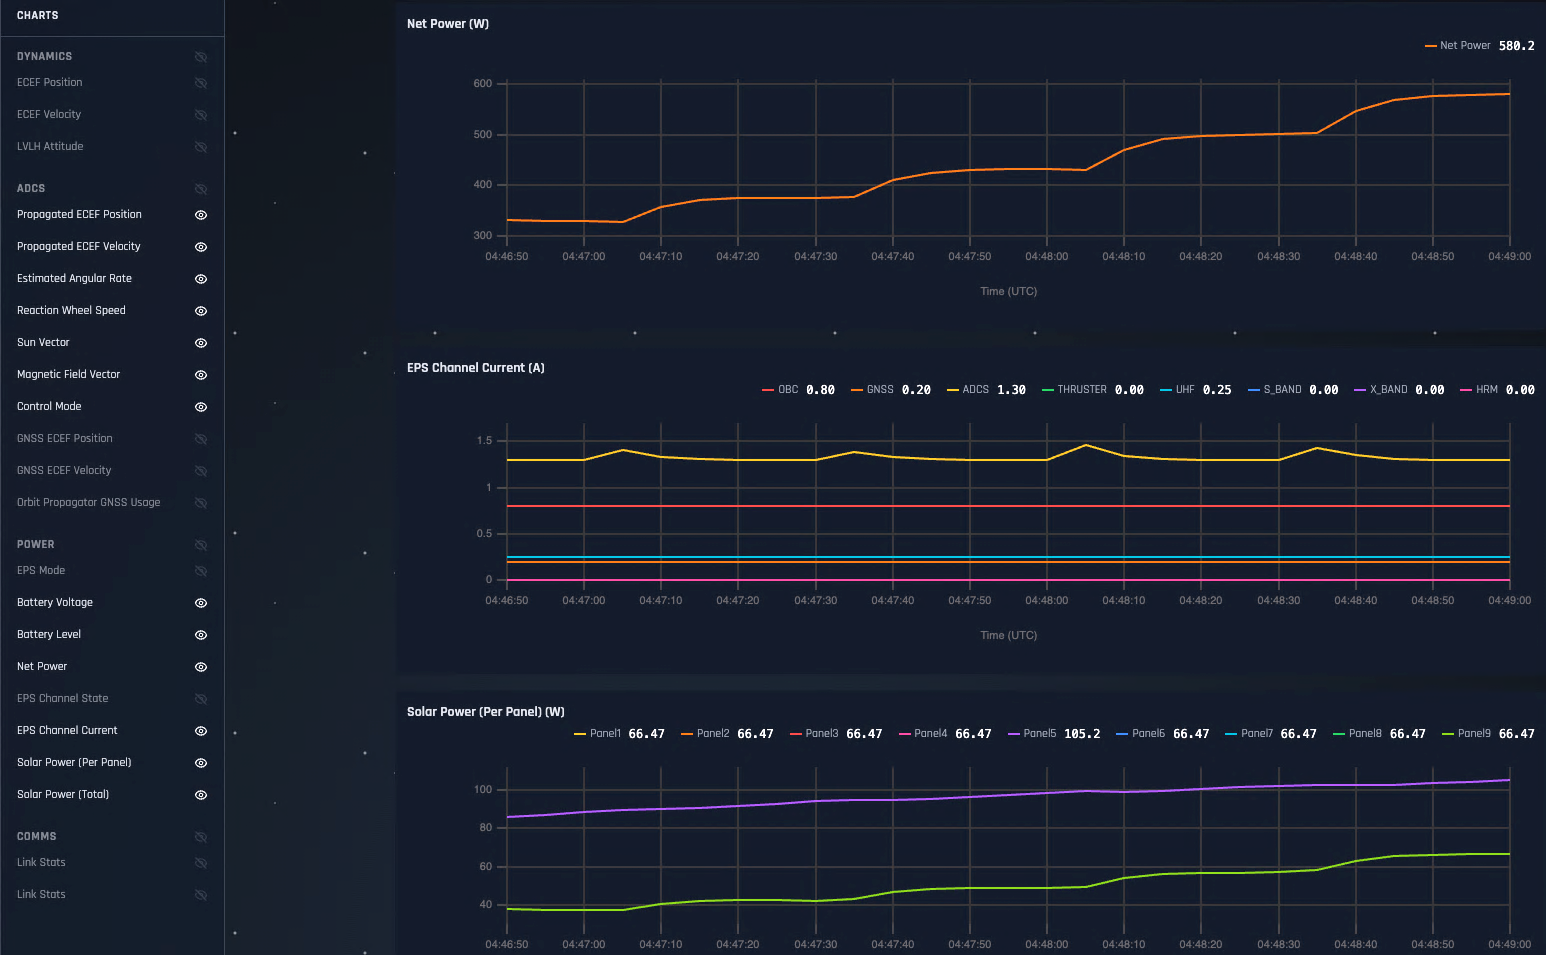 CHARTS
DYNAMICS
ECEF Position
ECEF Velocity
LVLH Attitude
ADCS
Propagated ECEF Position
Propagated ECEF Velocity
Estimated Angular Rate
Reaction Wheel Speed
Sun Vector
Magnetic Field Vector
Control Mode
GNSS ECEF Position
GNSS ECEF Velocity
Orbit Propagator GNSS Usage
POWER
EPS Mode
Battery Voltage
Battery Level
Net Power
EPS Channel State
EPS Channel Current
Solar Power (Per Panel)
Solar Power (Total)
COMMS
Link Stats
Link Stats
Net Power (W)
Net Power 580.2
600
500
400
300
04:46:50 04:47:00 04:47:10 04:47:20 04:47:30 04:47:40 04:47:50 04:48:00 04:48:10 04:48:20 04:48:30 04:48:40 04:48:50 04:49:00
Time (UTC)
EPS Channel Current (A)
OBC 0.80 GNSS 0.20 ADCS 1.30 THRUSTER 0.00 UHF 0.25 S_BAND 0.00 X_BAND 0.00 HRM 0.00
1.5
1
0.5
0
04:46:50 04:47:00 04:47:10 04:47:20 04:47:30 04:47:40 04:47:50 04:48:00 04:48:10 04:48:20 04:48:30 04:48:40 04:48:50 04:49:00
Time (UTC)
Solar Power (Per Panel) (W)
Panel1 66.47 Panel2 66.47 Panel3 66.47 Panel4 66.47 Panel5 105.2 Panel6 66.47 Panel7 66.47 Panel8 66.47 Panel9 66.47
100
80
60
40
04:46:50 04:47:00 04:47:10 04:47:20 04:47:30 04:47:40 04:47:50 04:48:00 04:48:10 04:48:20 04:48:30 04:48:40 04:48:50 04:49:00